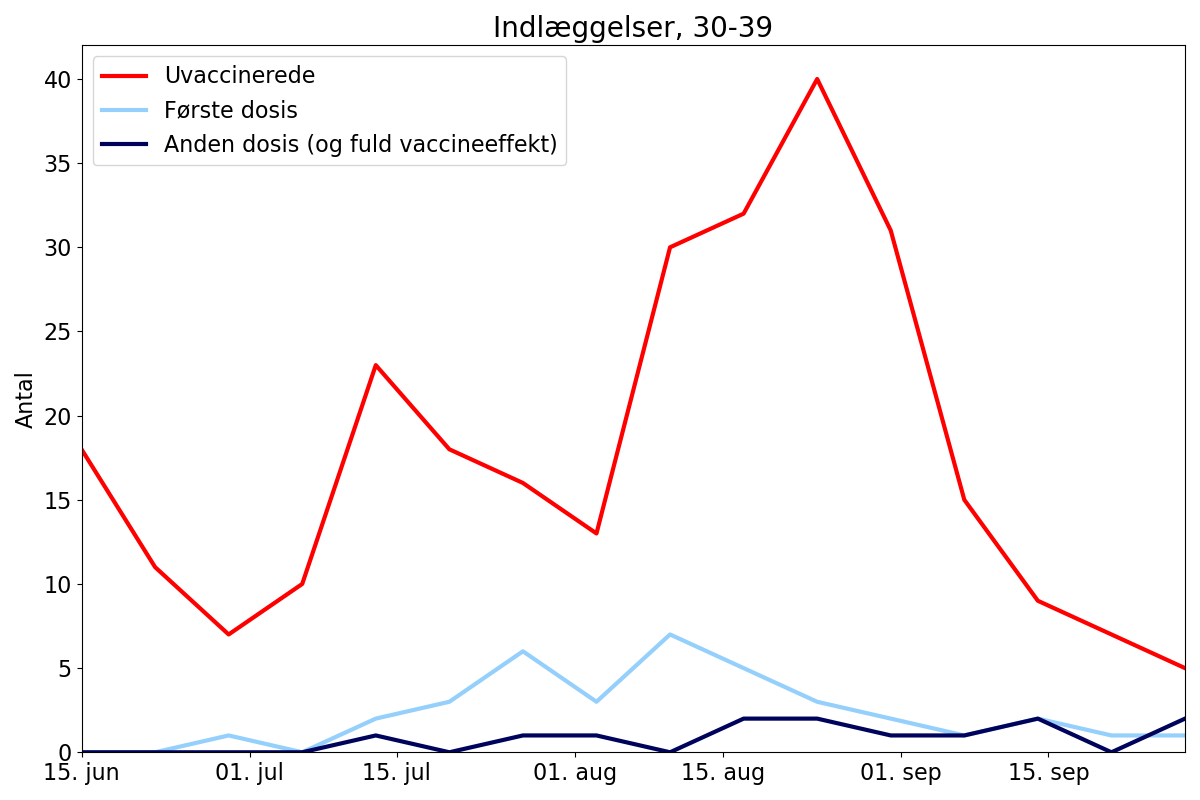 Indlæggelser, 30-39
Uvaccinerede
Første dosis
Anden dosis (og fuld vaccineeffekt)
Antal
40
35
30
25
20
15
10
5
0
15. jun 01. jul 15. jul 01. aug 15. aug 01. sep 15. sep